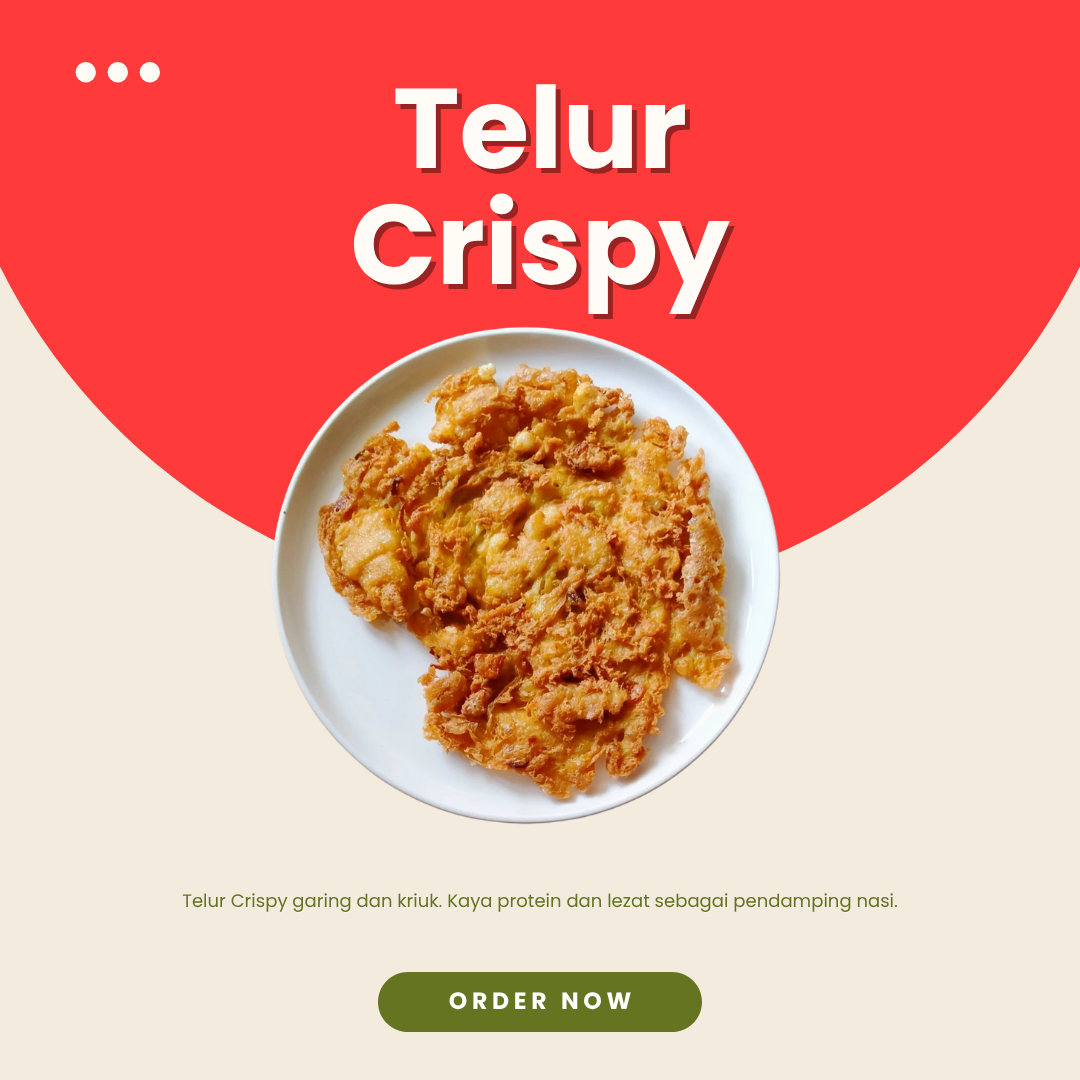 Telur
Crispy
Telur Crispy garing dan kriuk. Kaya protein dan lezat sebagai pendamping nasi.
ORDER NOW